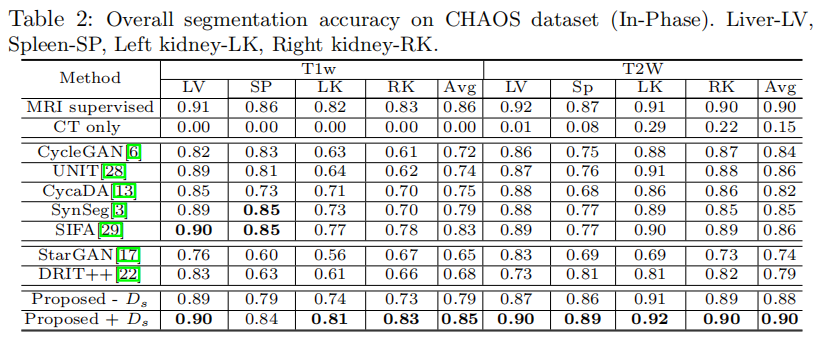 Table 2: Overall segmentation accuracy on CHAOS dataset (In-Phase). Liver-LV,
Spleen-SP, Left kidney-LK, Right kidney-RK.
Method T1w T2W
LV SP LK RK Avg LV Sp LK RK Avg
MRI supervised 0.91 0.86 0.82 0.83 0.86 0.92 0.87 0.91 0.90 0.90
CT only 0.00 0.00 0.00 0.00 0.00 0.01 0.08 0.29 0.22 0.15
CycleGAN[6] 0.82 0.83 0.63 0.61 0.72 0.86 0.75 0.88 0.87 0.84
UNIT[28] 0.89 0.81 0.64 0.62 0.74 0.87 0.76 0.91 0.88 0.86
CycaDA[13] 0.85 0.73 0.71 0.70 0.75 0.88 0.68 0.86 0.86 0.82
SynSeg[3] 0.89 0.85 0.73 0.70 0.79 0.88 0.77 0.89 0.85 0.85
SIFA[29] 0.90 0.85 0.77 0.78 0.83 0.89 0.77 0.90 0.89 0.86
StarGAN[17] 0.76 0.60 0.56 0.67 0.65 0.83 0.69 0.69 0.73 0.74
DRIT++[22] 0.83 0.63 0.61 0.66 0.68 0.73 0.81 0.81 0.82 0.79
Proposed - Ds 0.89 0.79 0.74 0.73 0.79 0.87 0.86 0.91 0.89 0.88
Proposed + Ds 0.90 0.84 0.81 0.83 0.85 0.90 0.89 0.92 0.90 0.90